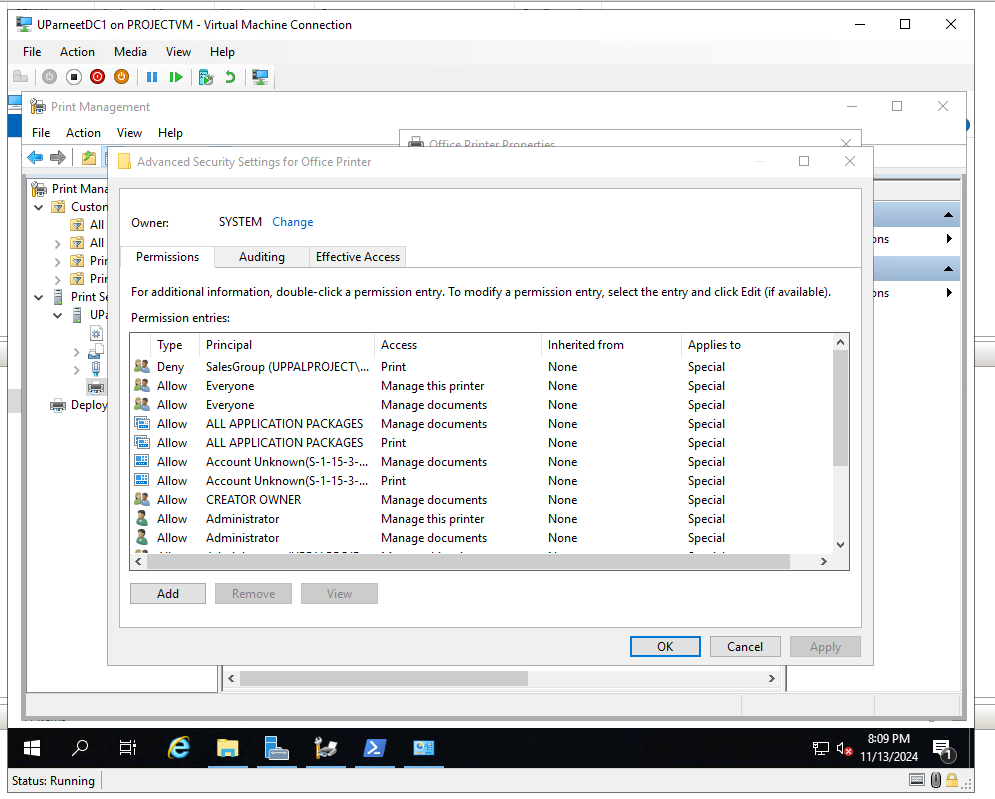 UParneetDC1 on PROJECTVM - Virtual Machine Connection
File Action Media View Help
Print Management
File Action View Help
Office Printer Properties
Advanced Security Settings for Office Printer
Print Mana
Custon
All
All
Prin
Prin
Print Se
UPa
Deploy
Owner: SYSTEM Change
Permissions Auditing Effective Access
For additional information, double-click a permission entry. To modify a permission entry, select the entry and click Edit (if available).
Permission entries:
Type Principal Access Inherited from Applies to
Deny SalesGroup (UPPALPROJECT\... Print None Special
Allow Everyone Manage this printer None Special
Allow Everyone Manage documents None Special
Allow ALL APPLICATION PACKAGES Manage documents None Special
Allow ALL APPLICATION PACKAGES Print None Special
Allow Account Unknown(S-1-15-3-... Manage documents None Special
Allow Account Unknown(S-1-15-3-... Print None Special
Allow CREATOR OWNER Manage documents None Special
Allow Administrator Manage this printer None Special
Allow Administrator Manage documents None Special
Add Remove View
OK Cancel Apply
ons
ons
8:09 PM
11/13/2024
1
Status: Running